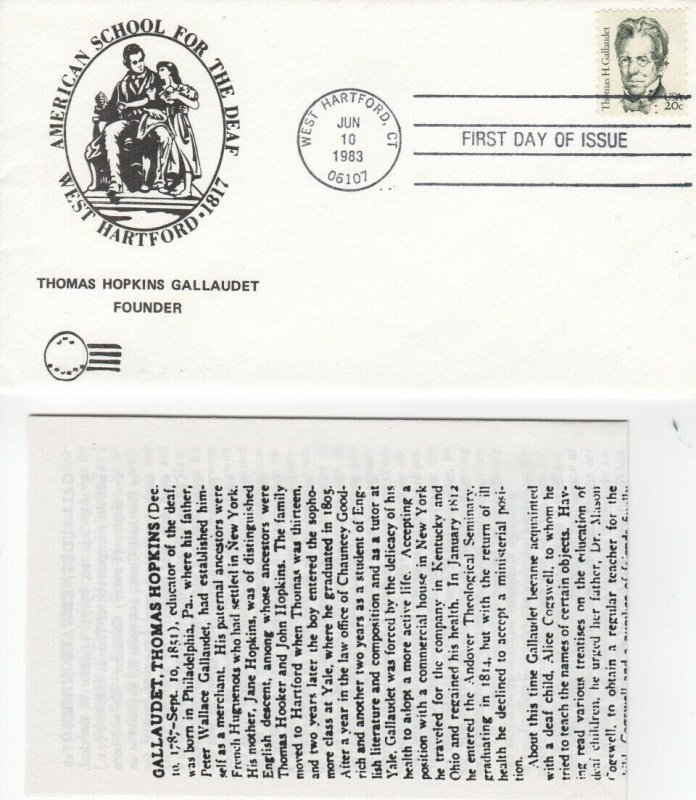 AMERICAN SCHOOL FOR THE DEAF
WEST HARTFORD·1817
THOMAS HOPKINS GALLAUDET
FOUNDER
WEST HARTFORD, CT
JUN
10
1983
06107
FIRST DAY OF ISSUE
Thomas H. Gallaudet
USA
20c
GALLAUDET, THOMAS HOPKINS (Dec.
10, 1787–Sept. 10, 1851), educator of the deaf,
was born in Philadelphia, Pa., where his father,
Peter Wallace Gallaudet, had established him-
self as a merchant. His paternal ancestors were
French Huguenots who had settled in New York.
His mother, Jane Hopkins, was of distinguished
English descent, among whose ancestors were
Thomas Hooker and John Hopkins. The family
moved to Hartford when Thomas was thirteen,
and two years later the boy entered the sopho-
more class at Yale, where he graduated in 1805.
After a year in the law office of Chauncey Good-
rich and another two years as a student of Eng-
lish literature and composition and as a tutor at
Yale, Gallaudet was forced by the delicacy of his
health to adopt a more active life. Accepting a
position with a commercial house in New York
he traveled for the company in Kentucky and
Ohio and regained his health. In January 1812
he entered the Andover Theological Seminary,
graduating in 1814, but with the return of ill
health he declined to accept a ministerial posi-
tion.
About this time Gallaudet became acquainted
with a deaf child, Alice Cogswell, to whom he
tried to teach the names of certain objects. Hav-
ing read various treatises on the education of
deaf children, he urged her father, Dr. Mason
Cogswell, to obtain a regular teacher for the
Cogswell and a number of friends finally